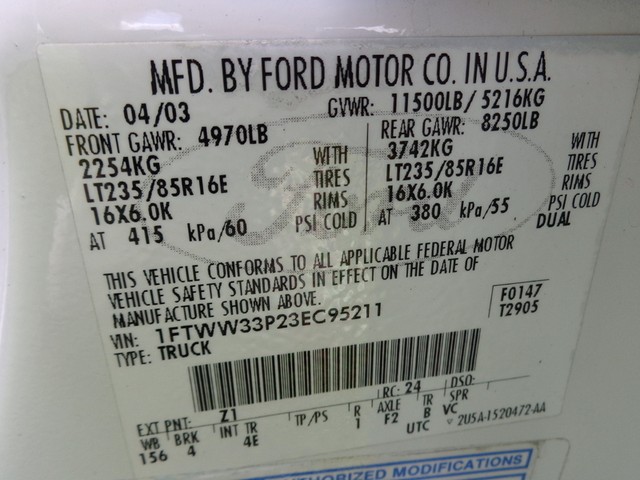 MFD. BY FORD MOTOR CO. IN U.S.A.
DATE: 04/03 GVWR: 11500LB/ 5216KG
FRONT GAWR: 4970LB REAR GAWR: 8250LB
2254KG WITH 3742KG WITH
LT235/85R16E TIRES LT235/85R16E TIRES
16X6.0K RIMS 16X6.0K RIMS
AT 415 kPa/60 PSI COLD AT 380 kPa/55 PSI COLD
DUAL
Ford
THIS VEHICLE CONFORMS TO ALL APPLICABLE FEDERAL MOTOR
VEHICLE SAFETY STANDARDS IN EFFECT ON THE DATE OF
MANUFACTURE SHOWN ABOVE.
VIN: 1FTWW33P23EC95211 F0147
TYPE: TRUCK T2905
RC: 24 DSO:
EXT PNT: Z1
WB BRK INT TR TP/PS R AXLE TR SPR
156 4 4E 1 F2 B VC
UTC 2U5A-1520472-AA
AUTHORIZED MODIFICATIONS